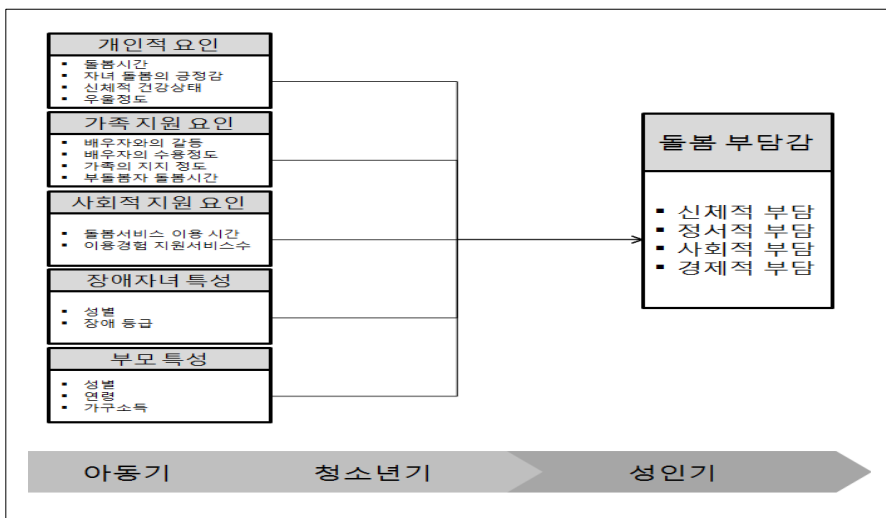 개인적 요인
▪ 돌봄시간
▪ 자녀 돌봄의 긍정감
▪ 신체적 건강상태
▪ 우울정도
가족 지원 요인
▪ 배우자와의 갈등
▪ 배우자의 수용정도
▪ 가족의 지지 정도
▪ 부돌봄자 돌봄시간
사회적 지원 요인
▪ 돌봄서비스 이용 시간
▪ 이용경험 지원서비스수
장애자녀 특성
▪ 성별
▪ 장애 등급
부모 특성
▪ 성별
▪ 연령
▪ 가구소득
돌봄 부담감
▪ 신체적 부담
▪ 정서적 부담
▪ 사회적 부담
▪ 경제적 부담
아동기 청소년기 성인기